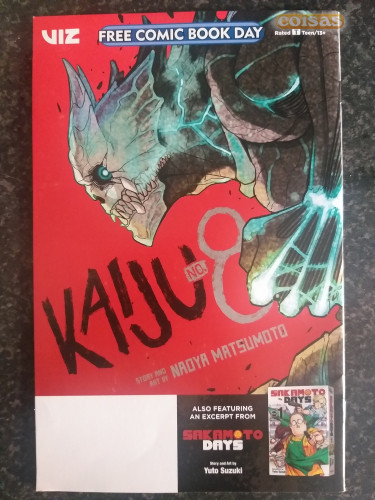 VIZ
FREE COMIC BOOK DAY
coisas
Rated T Teen/13+
KAIJU
NO. 8
STORY AND
ART BY NAOYA MATSUMOTO
ALSO FEATURING
AN EXCERPT FROM
SAKAMOTO
DAYS
Story and Art by
Yuto Suzuki
SAKAMOTO
DAYS
1